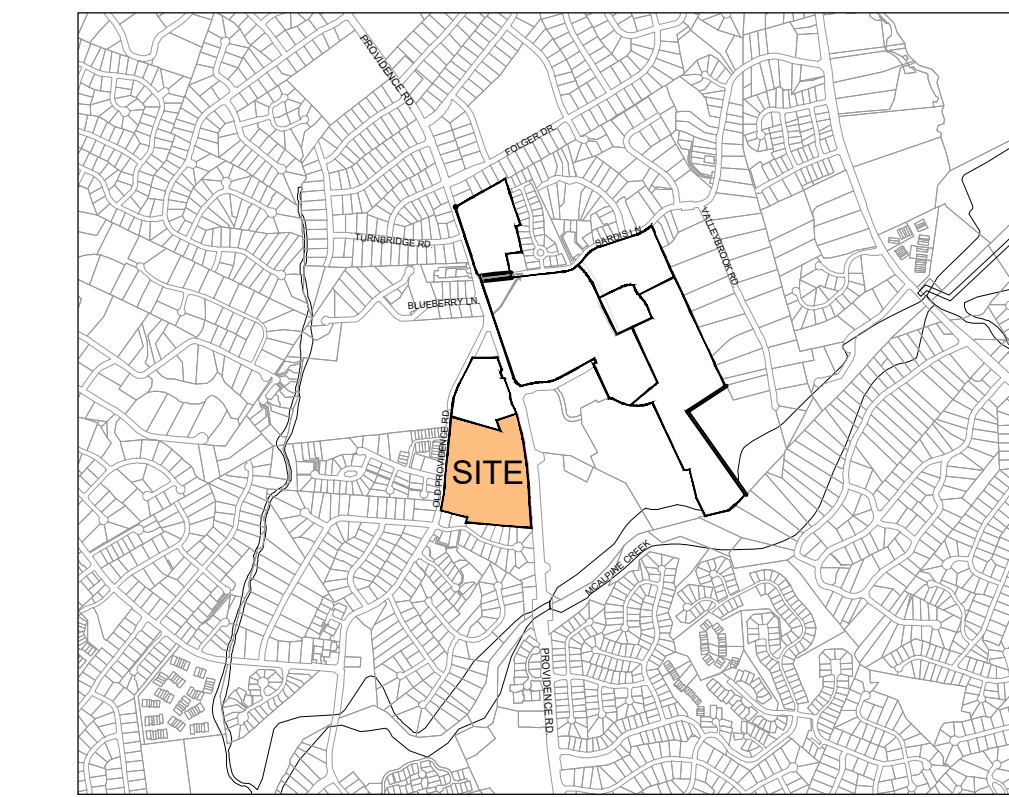 PROVIDENCE RD.
FOLGER DR.
TURNBRIDGE RD.
SARDIS LN.
VALLEYBROOK RD
BLUEBERRY LN.
OLD PROVIDENCE RD.
SITE
MCALPINE CREEK
PROVIDENCE RD.